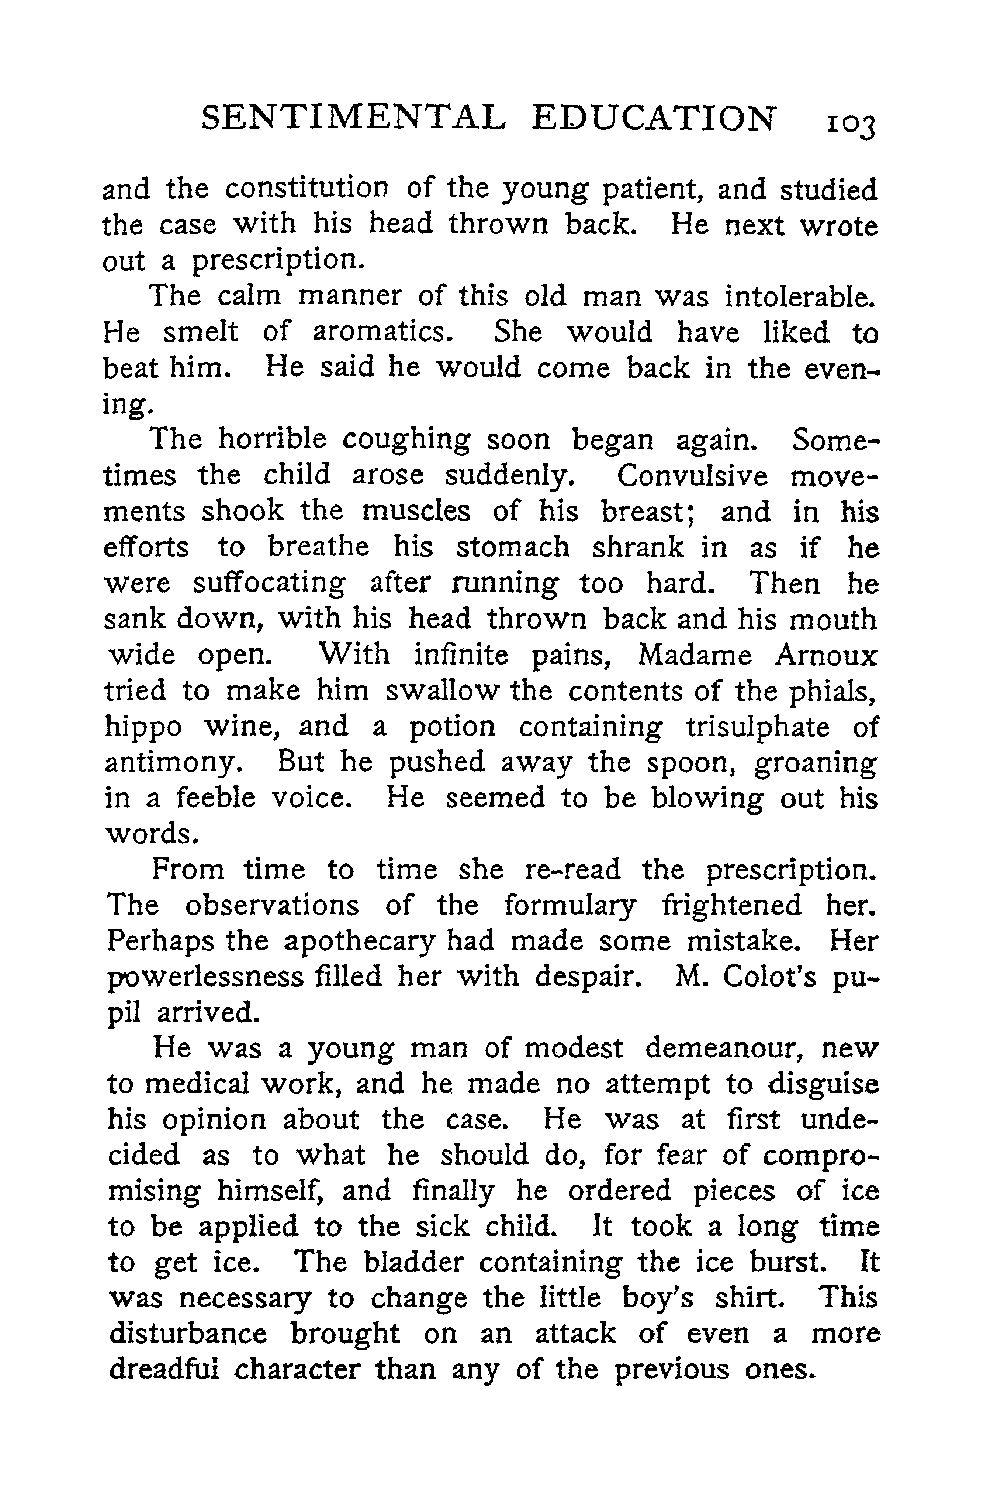 SENTIMENTAL EDUCATION 103
and the constitution of the young patient, and studied
the case with his head thrown back. He next wrote
out a prescription.
The calm manner of this old man was intolerable.
He smelt of aromatics. She would have liked to
beat him. He said he would come back in the even-
ing.
The horrible coughing soon began again. Some-
times the child arose suddenly. Convulsive move-
ments shook the muscles of his breast; and in his
efforts to breathe his stomach shrank in as if he
were suffocating after running too hard. Then he
sank down, with his head thrown back and his mouth
wide open. With infinite pains, Madame Arnoux
tried to make him swallow the contents of the phials,
hippo wine, and a potion containing trisulphate of
antimony. But he pushed away the spoon, groaning
in a feeble voice. He seemed to be blowing out his
words.
From time to time she re-read the prescription.
The observations of the formulary frightened her.
Perhaps the apothecary had made some mistake. Her
powerlessness filled her with despair. M. Colot's pu-
pil arrived.
He was a young man of modest demeanour, new
to medical work, and he made no attempt to disguise
his opinion about the case. He was at first unde-
cided as to what he should do, for fear of compro-
mising himself, and finally he ordered pieces of ice
to be applied to the sick child. It took a long time
to get ice. The bladder containing the ice burst. It
was necessary to change the little boy's shirt. This
disturbance brought on an attack of even a more
dreadful character than any of the previous ones.